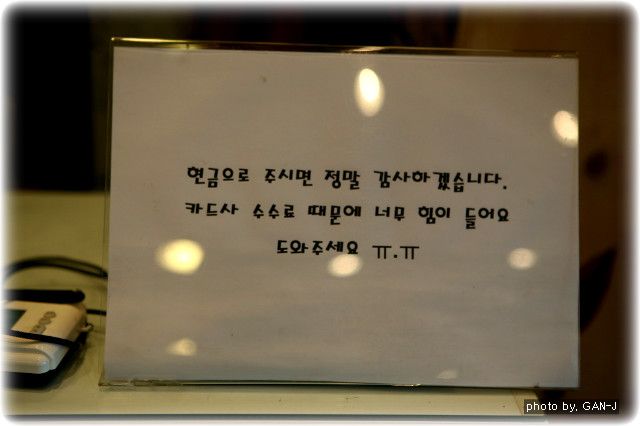 현금으로 주시면 정말 감사하겠습니다.
카드사 수수료 때문에 너무 힘이 들어요
도와주세요 ㅠ.ㅠ
photo by, GAN-J